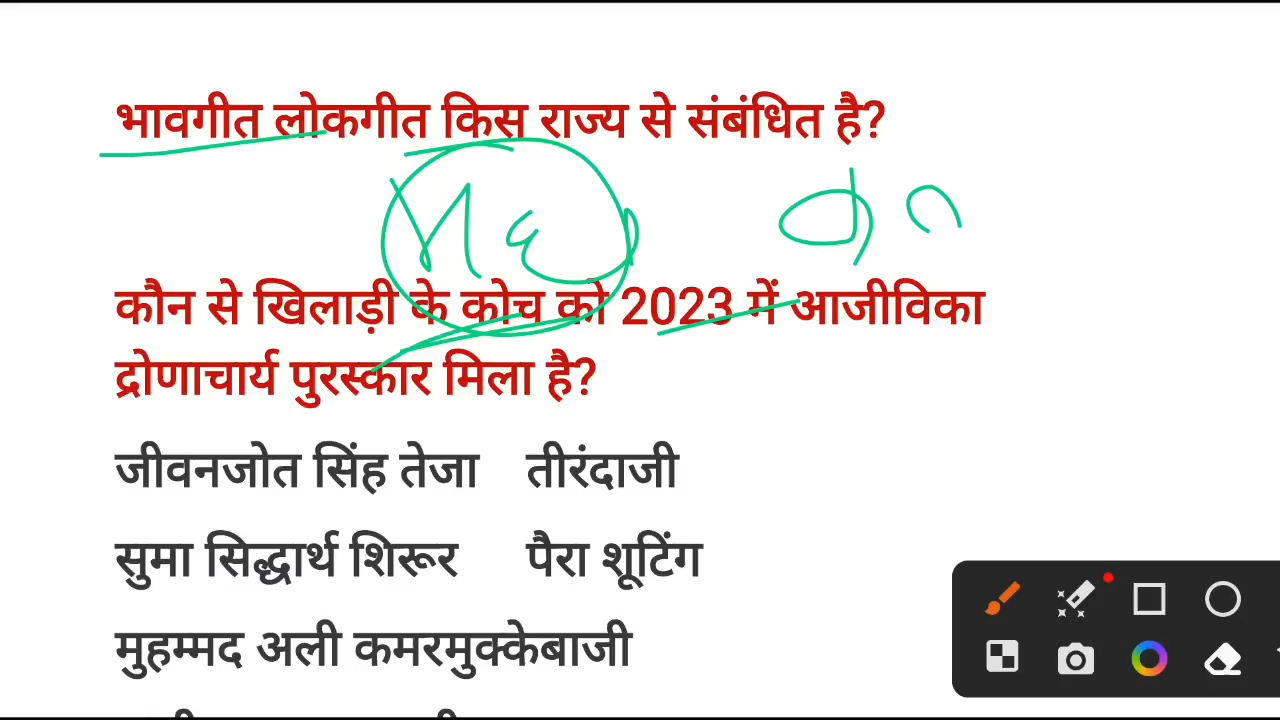 भावगीत लोकगीत किस राज्य से संबंधित है?
कौन से खिलाड़ी के कोच को 2023 में आजीविका
द्रोणाचार्य पुरस्कार मिला है?
जीवनजोत सिंह तेजा तीरंदाजी
सुमा सिद्धार्थ शिरूर पैरा शूटिंग
मुहम्मद अली कमरमुक्केबाजी